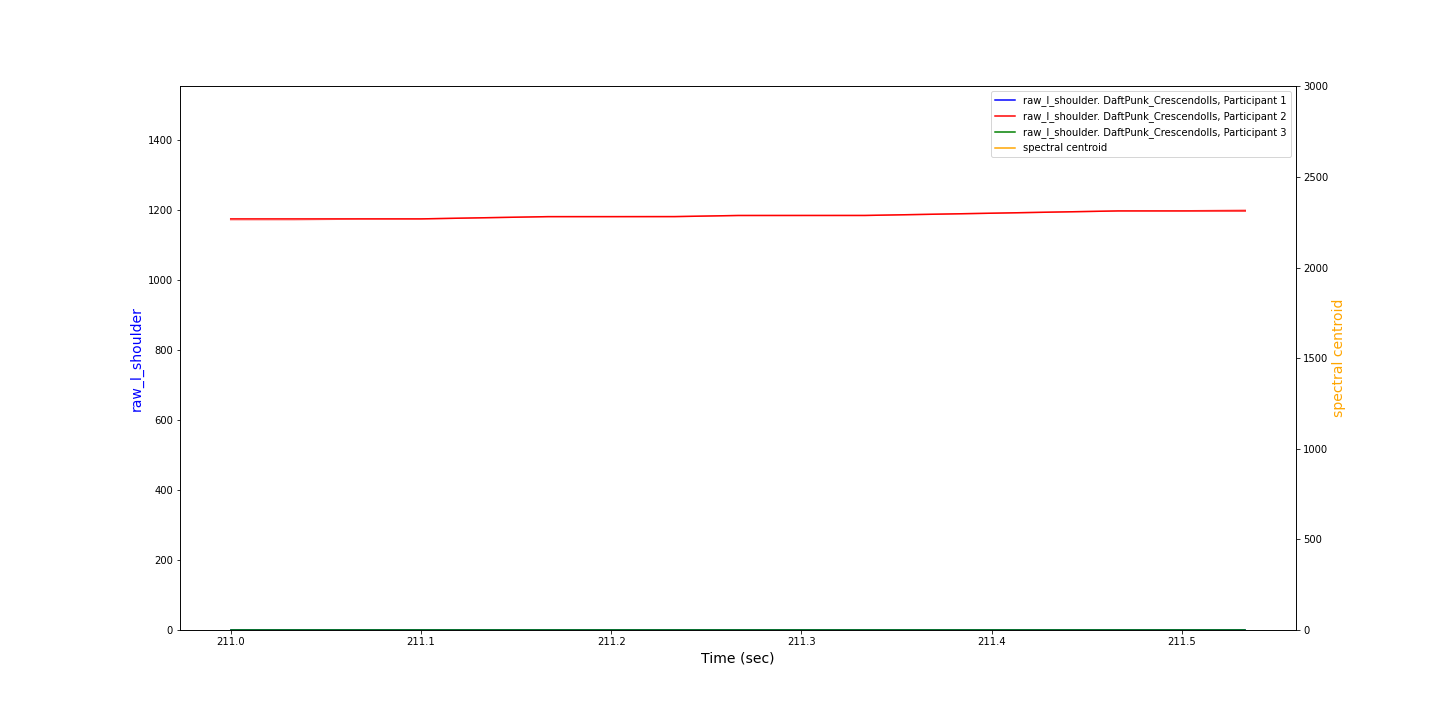 raw_l_shoulder. DaftPunk_Crescendolls, Participant 1
raw_l_shoulder. DaftPunk_Crescendolls, Participant 2
raw_l_shoulder. DaftPunk_Crescendolls, Participant 3
spectral centroid
1400
1200
1000
800
600
400
200
0
raw_l_shoulder
3000
2500
2000
1500
1000
500
0
spectral centroid
211.0 211.1 211.2 211.3 211.4 211.5
Time (sec)